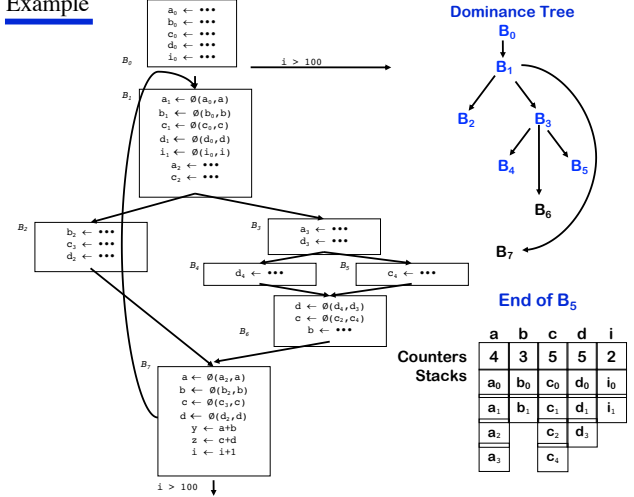 Example
B₀
a₀ ← •••
b₀ ← •••
c₀ ← •••
d₀ ← •••
i₀ ← •••
i > 100
B₁
a₁ ← Ø(a₀,a)
b₁ ← Ø(b₀,b)
c₁ ← Ø(c₀,c)
d₁ ← Ø(d₀,d)
i₁ ← Ø(i₀,i)
a₂ ← •••
c₂ ← •••
B₂
b₂ ← •••
c₃ ← •••
d₂ ← •••
B₃
a₃ ← •••
d₃ ← •••
B₄
d₄ ← •••
B₅
c₄ ← •••
B₆
d ← Ø(d₄,d₃)
c ← Ø(c₂,c₄)
b ← •••
B₇
a ← Ø(a₂,a)
b ← Ø(b₂,b)
c ← Ø(c₃,c)
d ← Ø(d₂,d)
y ← a+b
z ← c+d
i ← i+1
i > 100
Dominance Tree
B₀
B₁
B₂ B₃
B₄ B₅
B₆
B₇
End of B₅
a b c d i
Counters 4 3 5 5 2
Stacks a₀ b₀ c₀ d₀ i₀
a₁ b₁ c₁ d₁ i₁
a₂ c₂ d₃
a₃ c₄